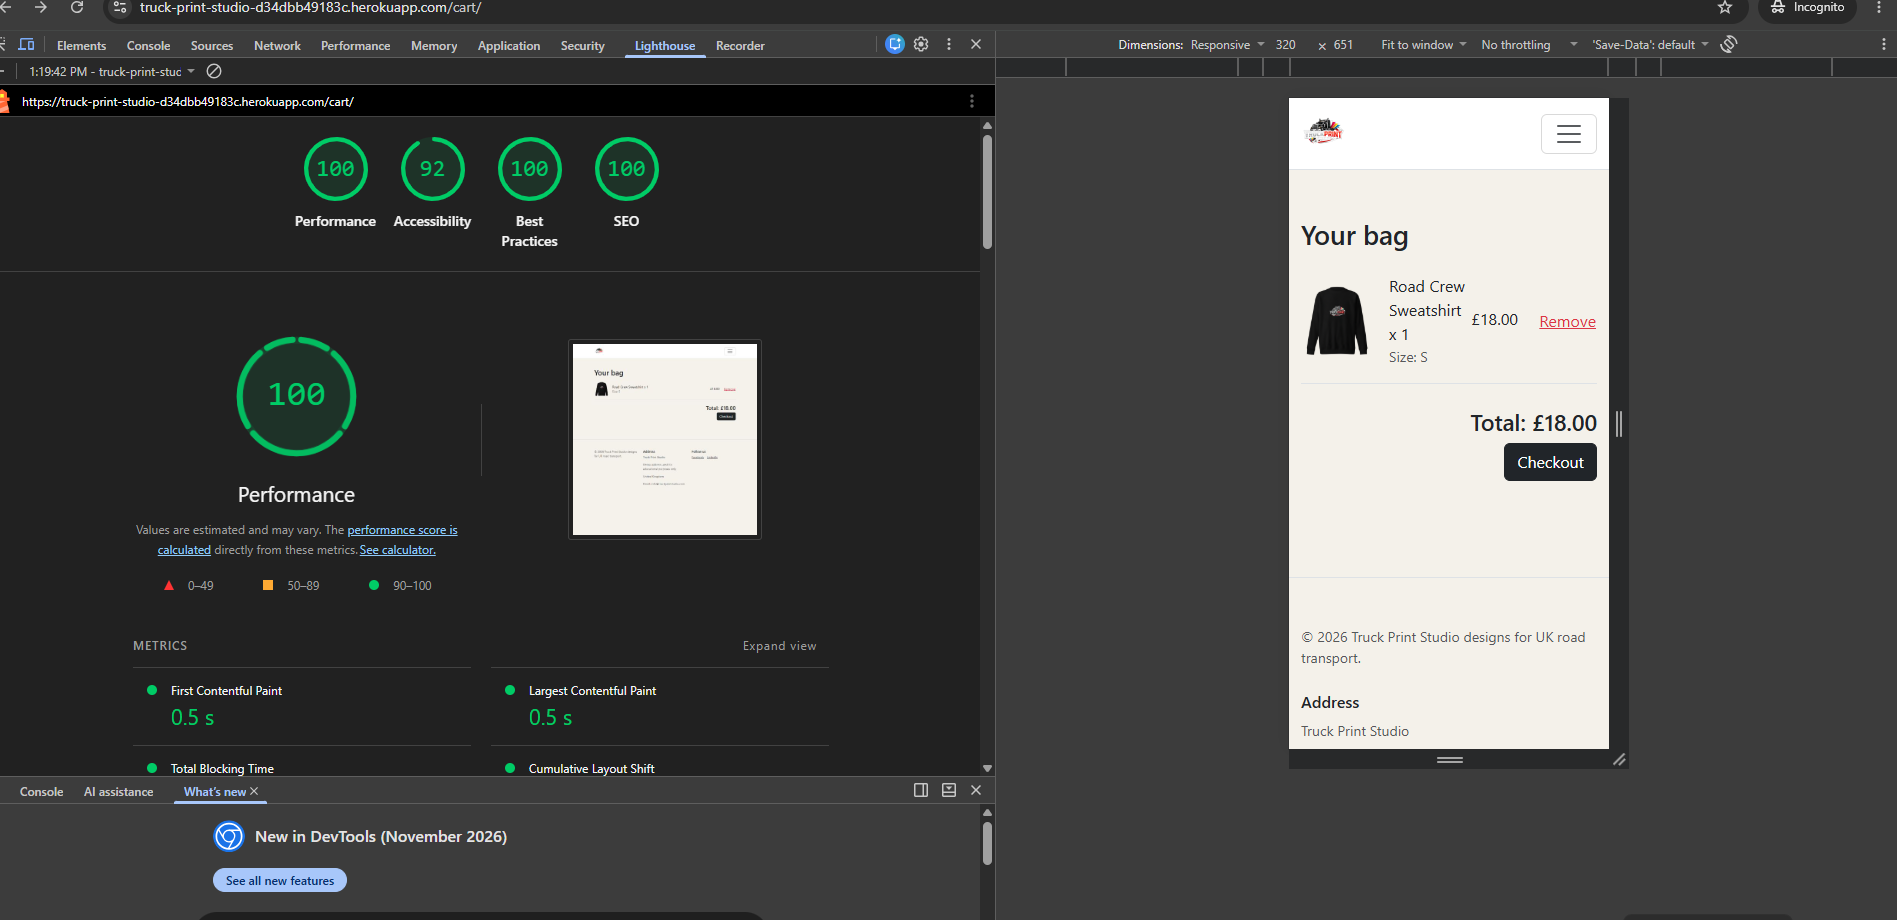 truck-print-studio-d34dbb49183c.herokuapp.com/cart/
Incognito
Elements Console Sources Network Performance Memory Application Security Lighthouse Recorder
Dimensions: Responsive 320 × 651 Fit to window No throttling 'Save-Data': default
1:19:42 PM - truck-print-stuc
https://truck-print-studio-d34dbb49183c.herokuapp.com/cart/
100 92 100 100
Performance Accessibility Best Practices SEO
100
Performance
Values are estimated and may vary. The performance score is
calculated directly from these metrics. See calculator.
0–49 50–89 90–100
Your bag
Total: £18.00
Checkout
METRICS Expand view
First Contentful Paint
0.5 s
Largest Contentful Paint
0.5 s
Total Blocking Time
Cumulative Layout Shift
Console AI assistance What's new
New in DevTools (November 2026)
See all new features
PRINT
Your bag
Road Crew
Sweatshirt
x 1
Size: S
£18.00
Remove
Total: £18.00
Checkout
© 2026 Truck Print Studio designs for UK road
transport.
Address
Truck Print Studio